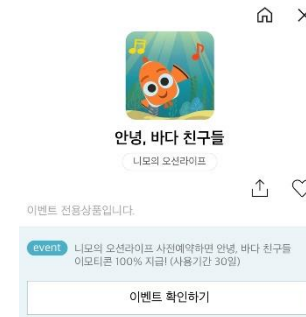 안녕, 바다 친구들
니모의 오션라이프
이벤트 전용상품입니다.
event 니모의 오션라이프 사전예약하면 안녕, 바다 친구들
이모티콘 100% 지급! (사용기간 30일)
이벤트 확인하기